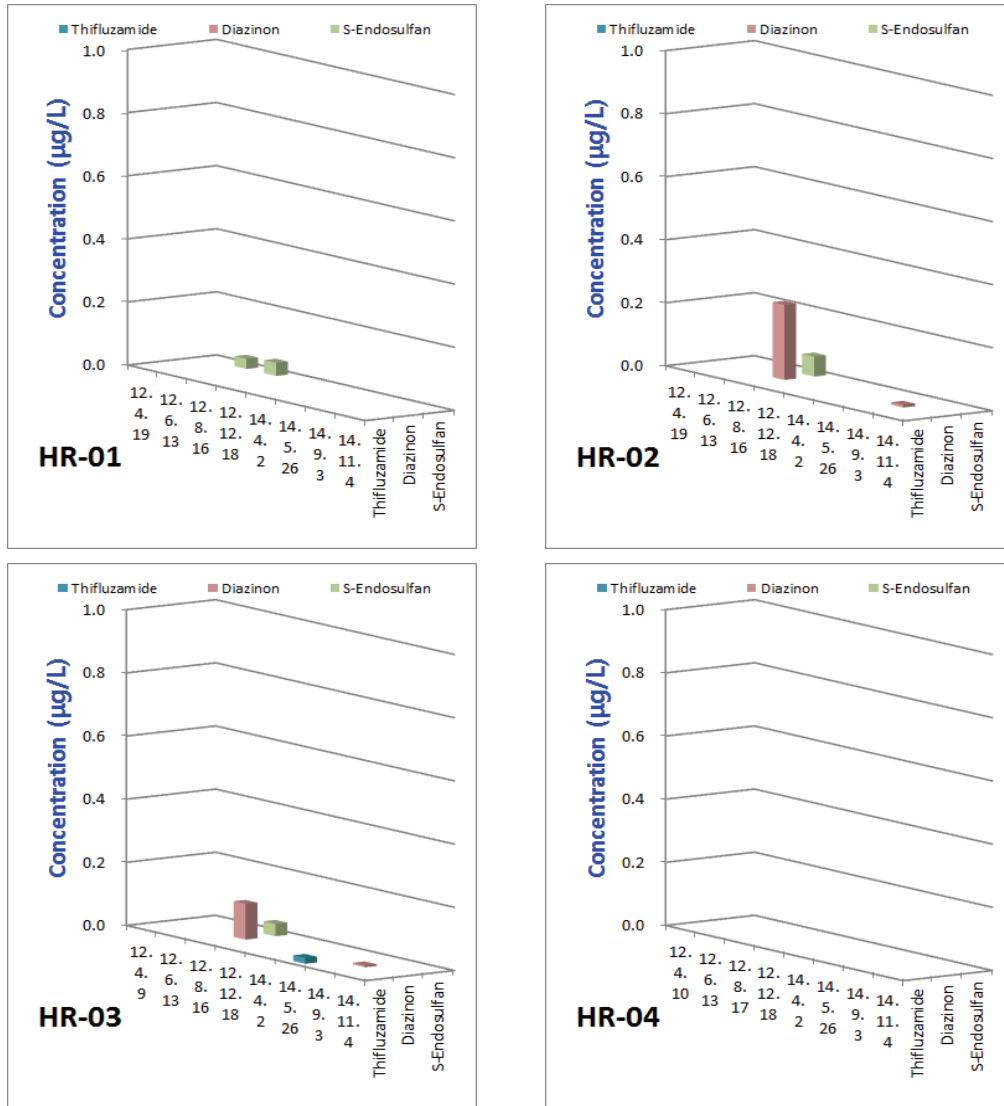 Thifluzamide Diazinon S-Endosulfan
Concentration (µg/L)
1.0
0.8
0.6
0.4
0.2
0.0
12.4.19
12.6.13
12.8.16
12.12.18
14.4.2
14.5.26
14.9.3
14.11.4
Thifluzamide
Diazinon
S-Endosulfan
HR-01
Thifluzamide Diazinon S-Endosulfan
Concentration (µg/L)
1.0
0.8
0.6
0.4
0.2
0.0
12.4.19
12.6.13
12.8.16
12.12.18
14.4.2
14.5.26
14.9.3
14.11.4
Thifluzamide
Diazinon
S-Endosulfan
HR-02
Thifluzamide Diazinon S-Endosulfan
Concentration (µg/L)
1.0
0.8
0.6
0.4
0.2
0.0
12.4.9
12.6.13
12.8.16
12.12.18
14.4.2
14.5.26
14.9.3
14.11.4
Thifluzamide
Diazinon
S-Endosulfan
HR-03
Thifluzamide Diazinon S-Endosulfan
Concentration (µg/L)
1.0
0.8
0.6
0.4
0.2
0.0
12.4.10
12.6.13
12.8.17
12.12.18
14.4.2
14.5.26
14.9.3
14.11.4
Thifluzamide
Diazinon
S-Endosulfan
HR-04